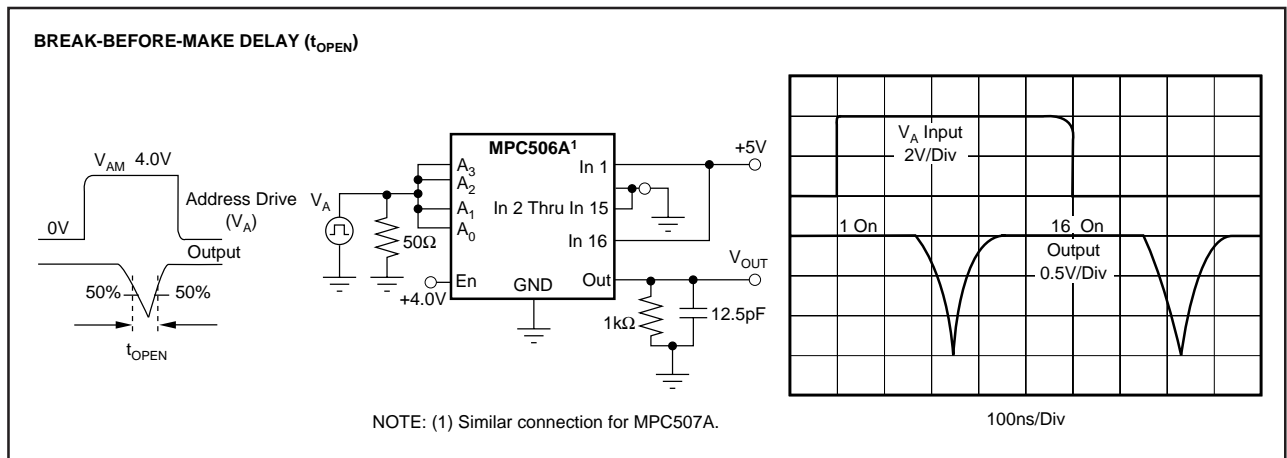 BREAK-BEFORE-MAKE DELAY (tOPEN)
VAM 4.0V
0V
Address Drive
(VA)
Output
50%
50%
tOPEN
VA
50Ω
+4.0V
MPC506A¹
A3
A2
A1
A0
En
GND
In 1
In 2 Thru In 15
In 16
Out
+5V
VOUT
1kΩ
12.5pF
NOTE: (1) Similar connection for MPC507A.
VA Input
2V/Div
1 On
16 On
Output
0.5V/Div
100ns/Div